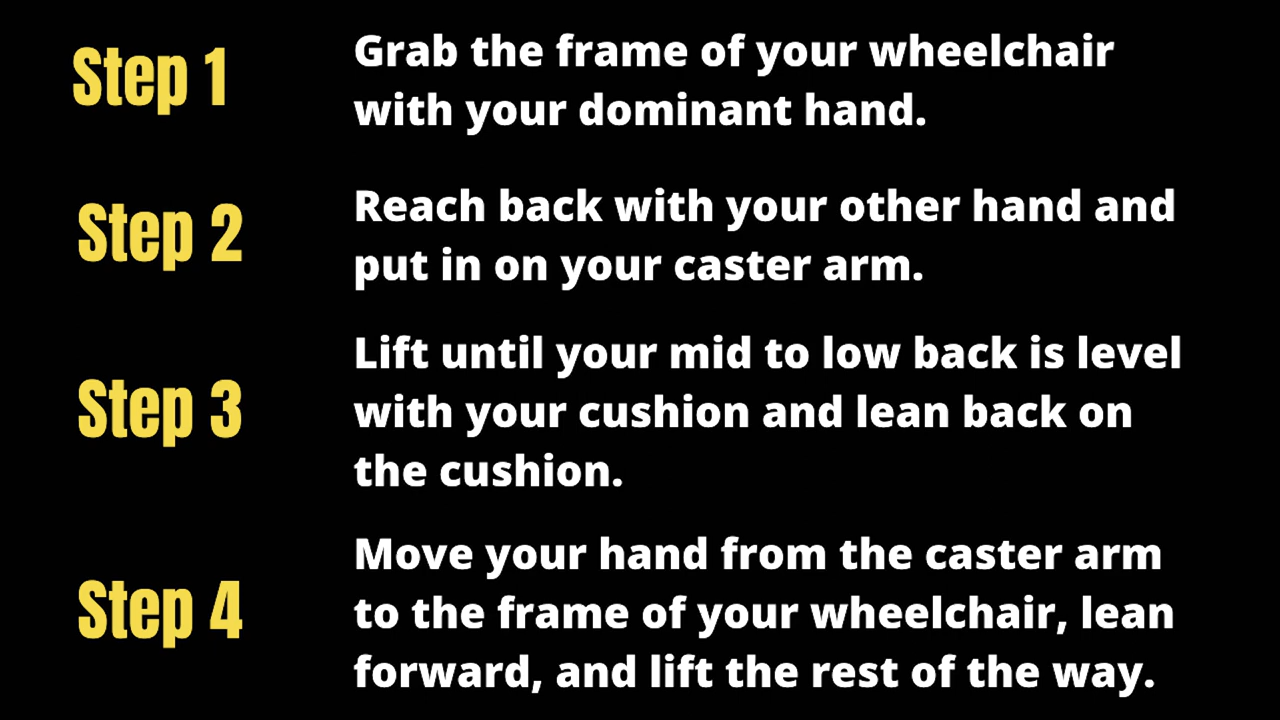 Step 1
Grab the frame of your wheelchair
with your dominant hand.
Step 2
Reach back with your other hand and
put in on your caster arm.
Step 3
Lift until your mid to low back is level
with your cushion and lean back on
the cushion.
Step 4
Move your hand from the caster arm
to the frame of your wheelchair, lean
forward, and lift the rest of the way.